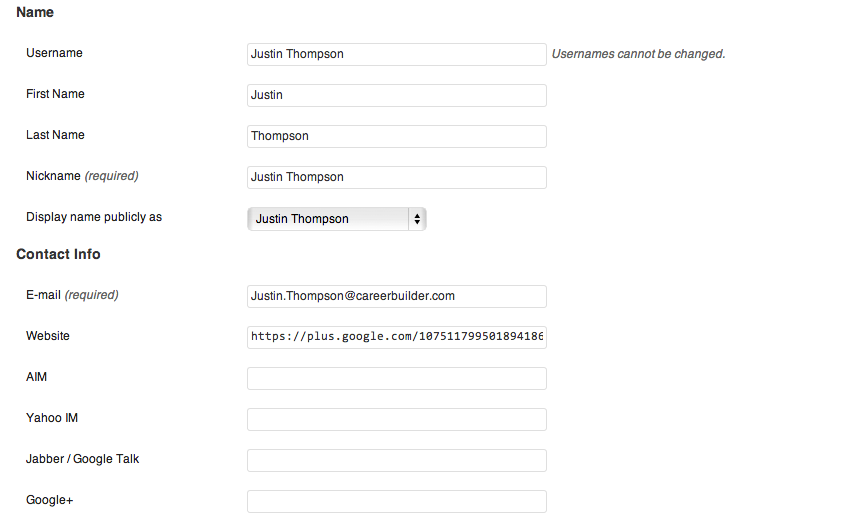 Name
Username Justin Thompson Usernames cannot be changed.
First Name Justin
Last Name Thompson
Nickname (required) Justin Thompson
Display name publicly as Justin Thompson
Contact Info
E-mail (required) Justin.Thompson@careerbuilder.com
Website https://plus.google.com/107511799501894186
AIM
Yahoo IM
Jabber / Google Talk
Google+